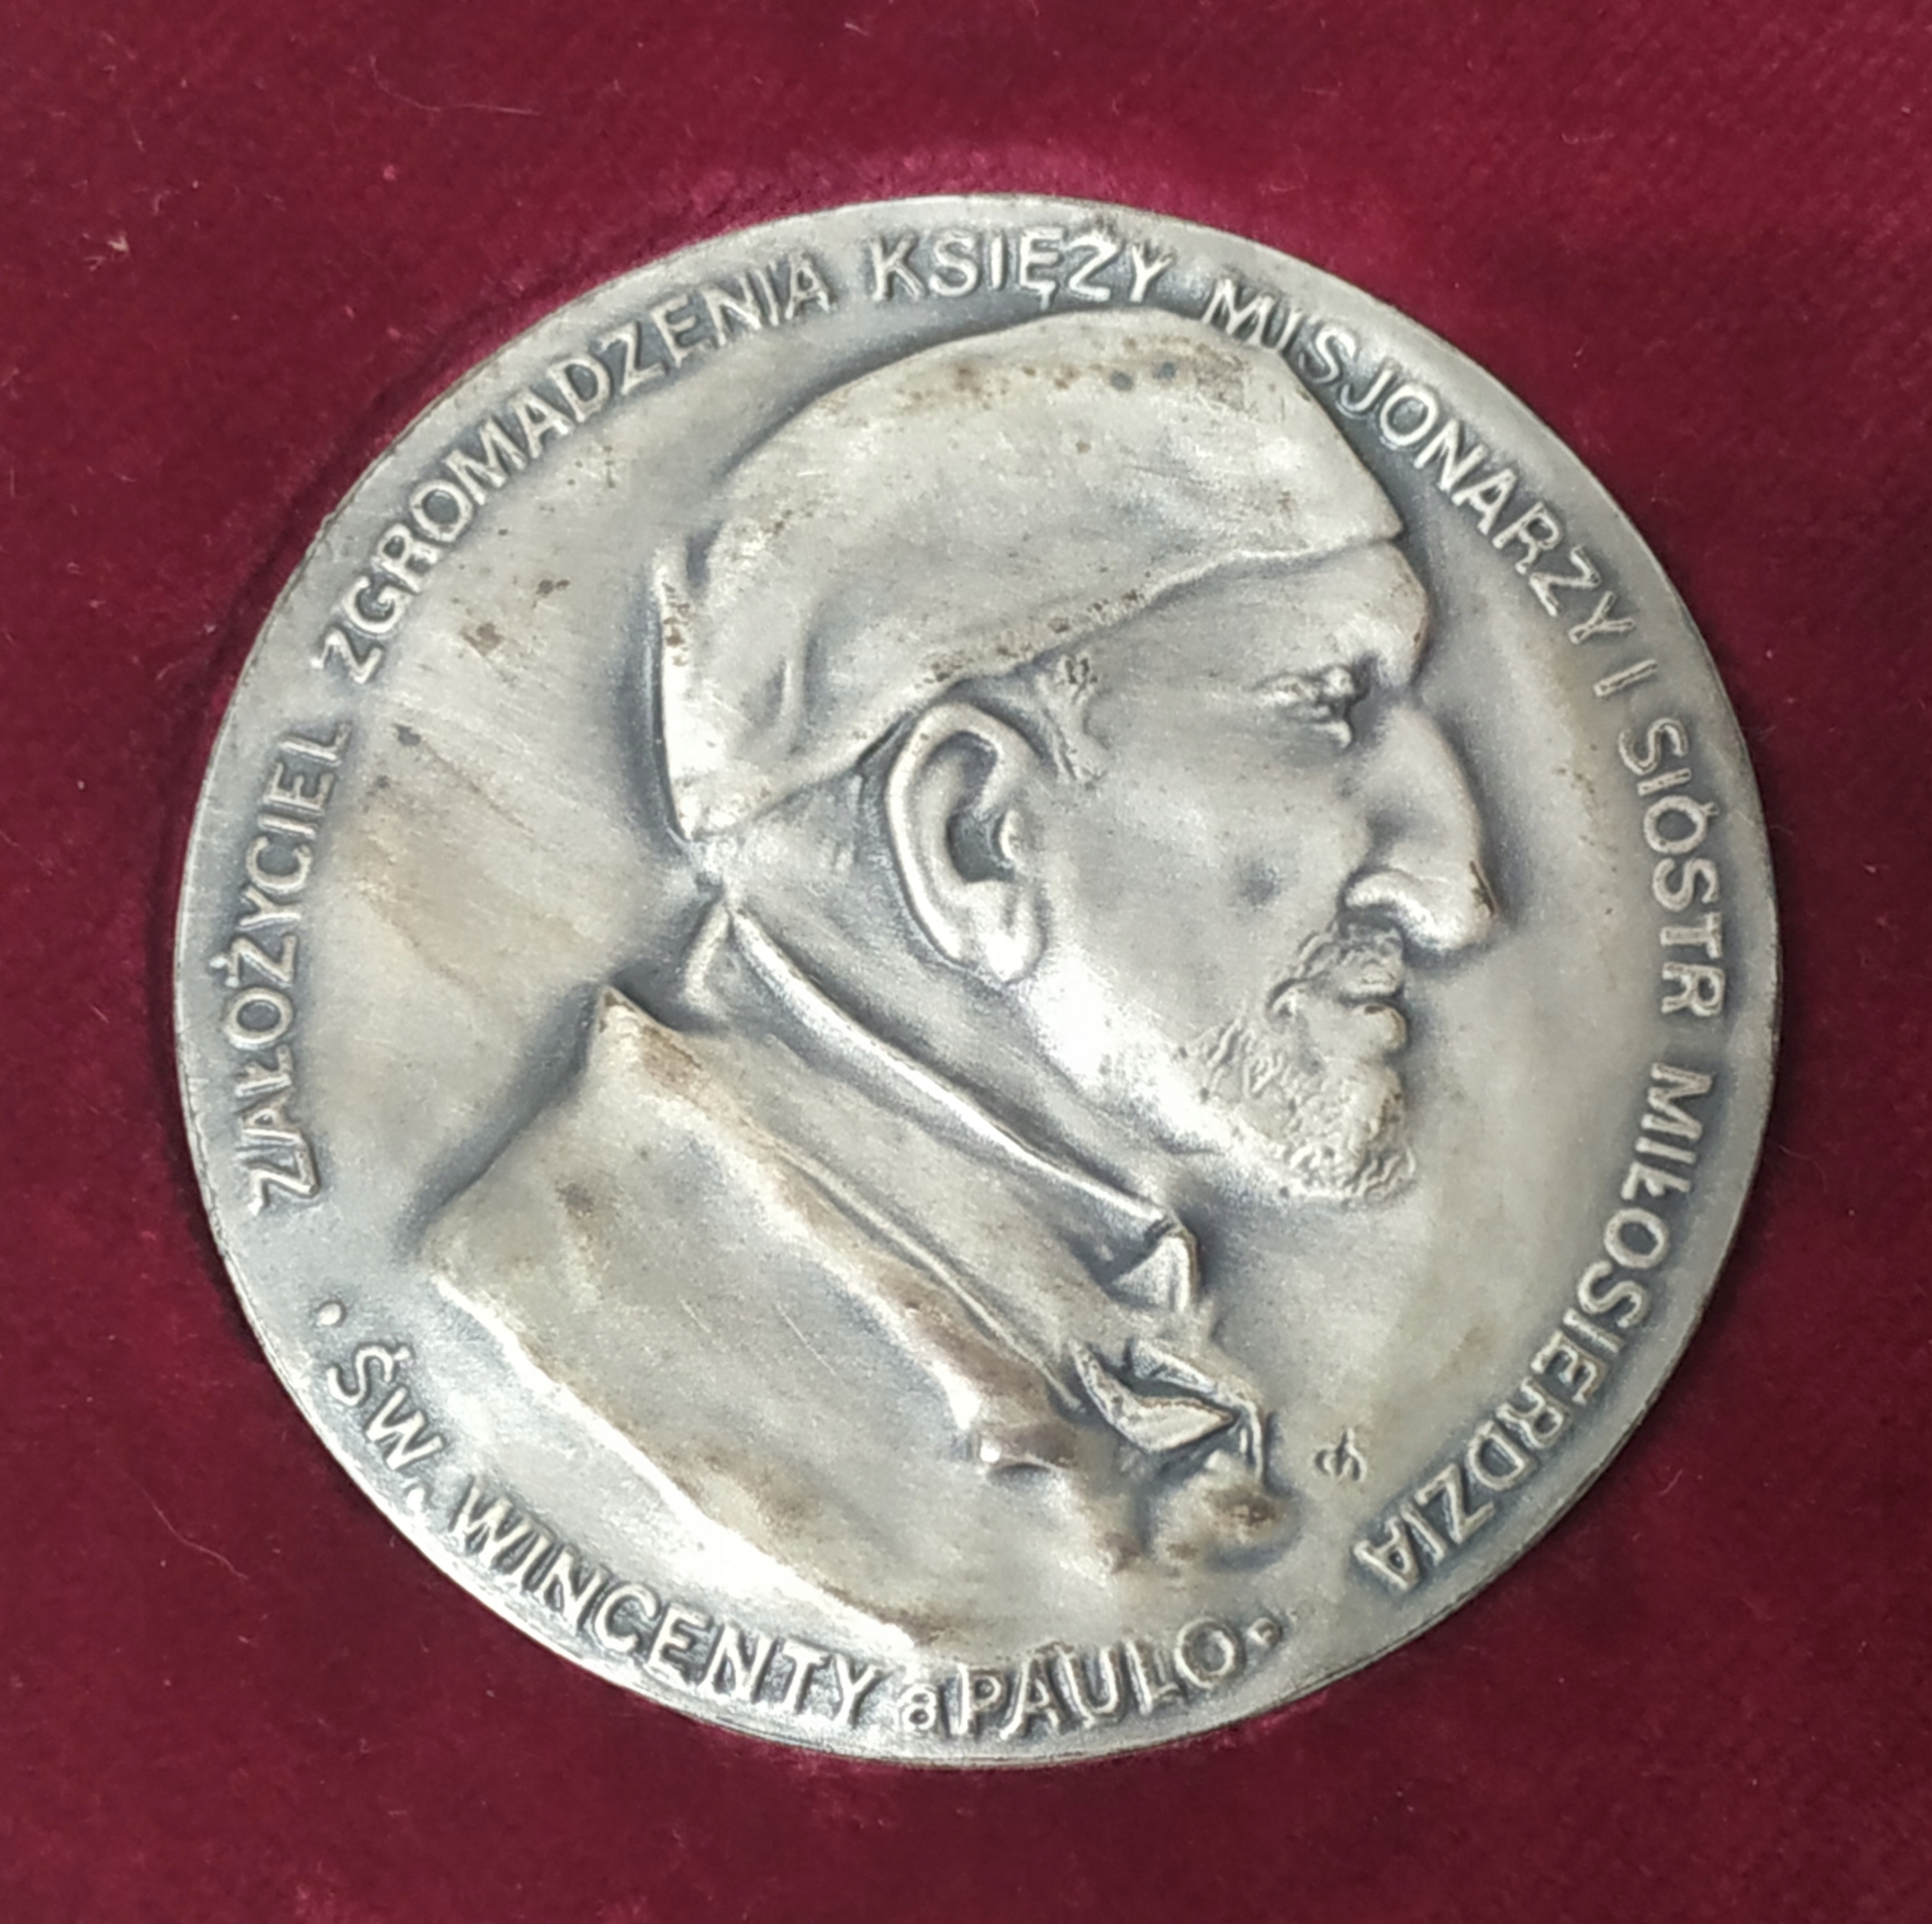 ZAŁOŻYCIEL ZGROMADZENIA KSIĘŻY MISJONARZY I SIÓSTR MIŁOSIERDZIA
• ŚW. WINCENTY a PAULO •